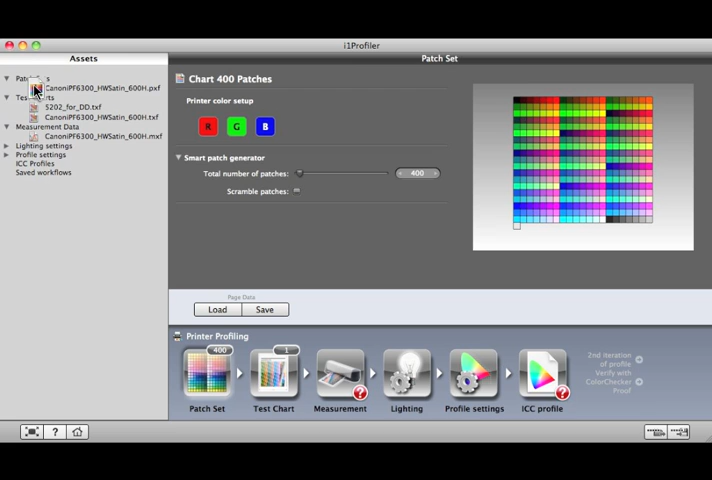 i1Profiler
Assets
Patch Set
CanoniPF6300_HWSatin_600H.pxf
5202_for_DD.txf
CanoniPF6300_HWSatin_600H.txf
Measurement Data
CanoniPF6300_HWSatin_600H.mxf
Lighting settings
Profile settings
ICC Profiles
Saved workflows
Chart 400 Patches
Printer color setup
R G B
Smart patch generator
Total number of patches: 400
Scramble patches:
Page Data
Load Save
Printer Profiling
400 1
2nd Iteration
of profile
Verify with
ColorChecker
Proof
Patch Set Test Chart Measurement Lighting Profile settings ICC profile
?